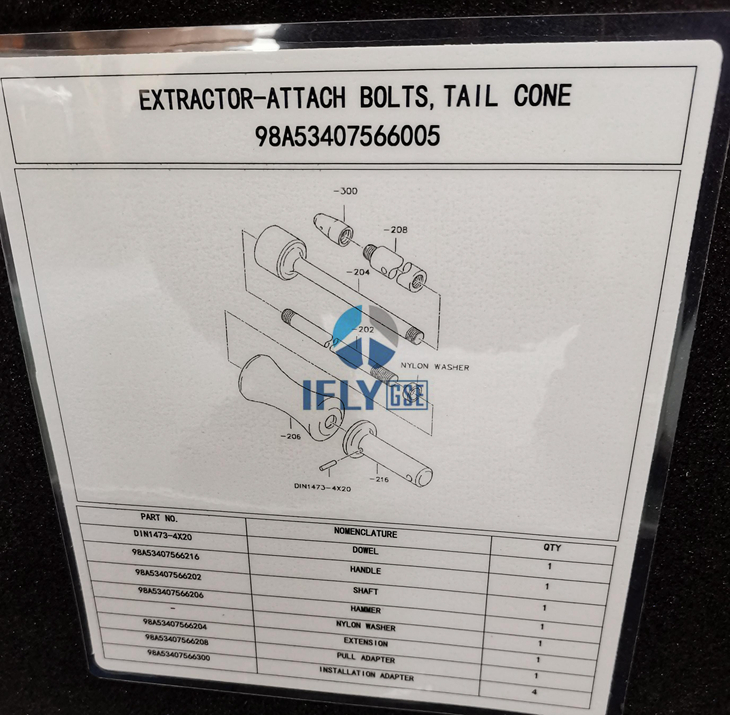 EXTRACTOR-ATTACH BOLTS, TAIL CONE
98A53407566005
-300
-208
-204
-202
NYLON WASHER
IFLY GSE
-206
-216
DIN1473-4X20
PART NO. NOMENCLATURE QTY
DIN1473-4X20 DOWEL 1
98A53407566216 HANDLE 1
98A53407566202 SHAFT 1
98A53407566206 HAMMER 1
- NYLON WASHER 1
98A53407566204 EXTENSION 1
98A53407566208 PULL ADAPTER 1
98A53407566300 INSTALLATION ADAPTER 4